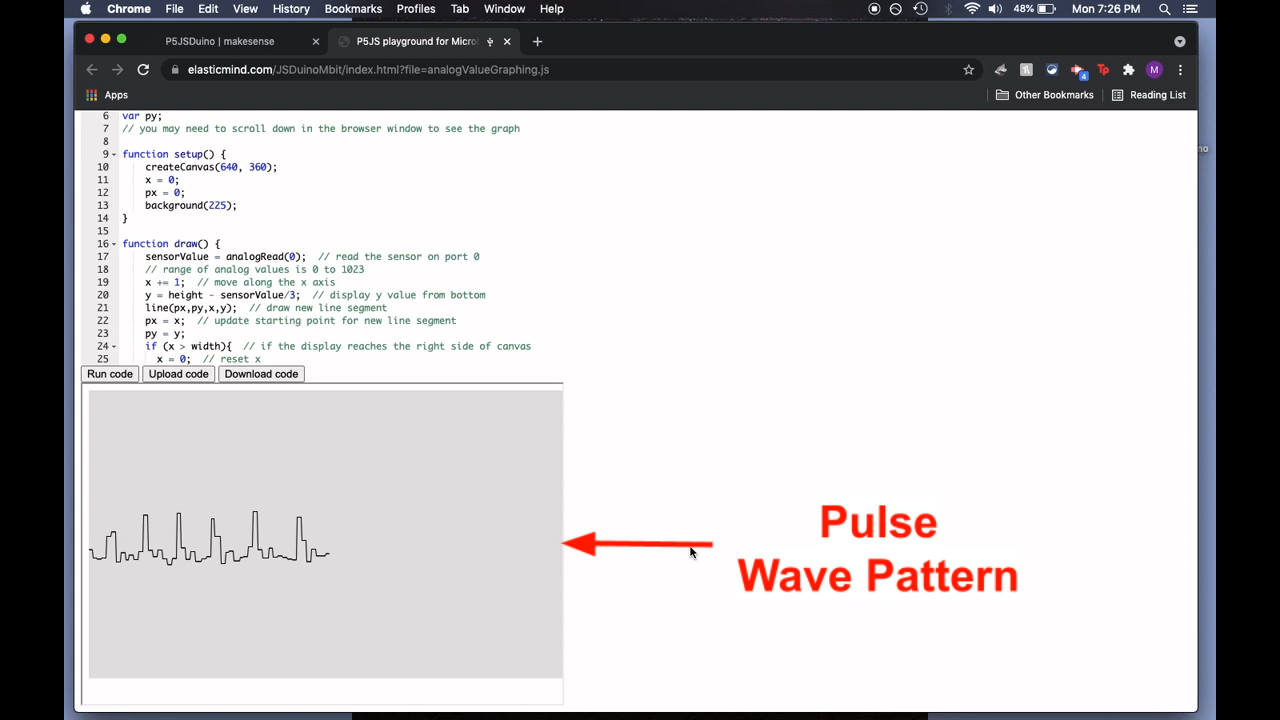 Chrome File Edit View History Bookmarks Profiles Tab Window Help 48% Mon 7:26 PM
P5JSDuino | makesense P5JS playground for Micro
elasticmind.com/JSDuinoMbit/index.html?file=analogValueGraphing.js M
Apps Other Bookmarks Reading List
6 var py;
7 // you may need to scroll down in the browser window to see the graph
8
9 function setup() {
10 createCanvas(640, 360);
11 x = 0;
12 px = 0;
13 background(225);
14 }
15
16 function draw() {
17 sensorValue = analogRead(0); // read the sensor on port 0
18 // range of analog values is 0 to 1023
19 x += 1; // move along the x axis
20 y = height - sensorValue/3; // display y value from bottom
21 line(px,py,x,y); // draw new line segment
22 px = x; // update starting point for new line segment
23 py = y;
24 if (x > width){ // if the display reaches the right side of canvas
25 x = 0; // reset x
Run code Upload code Download code
Pulse
Wave Pattern